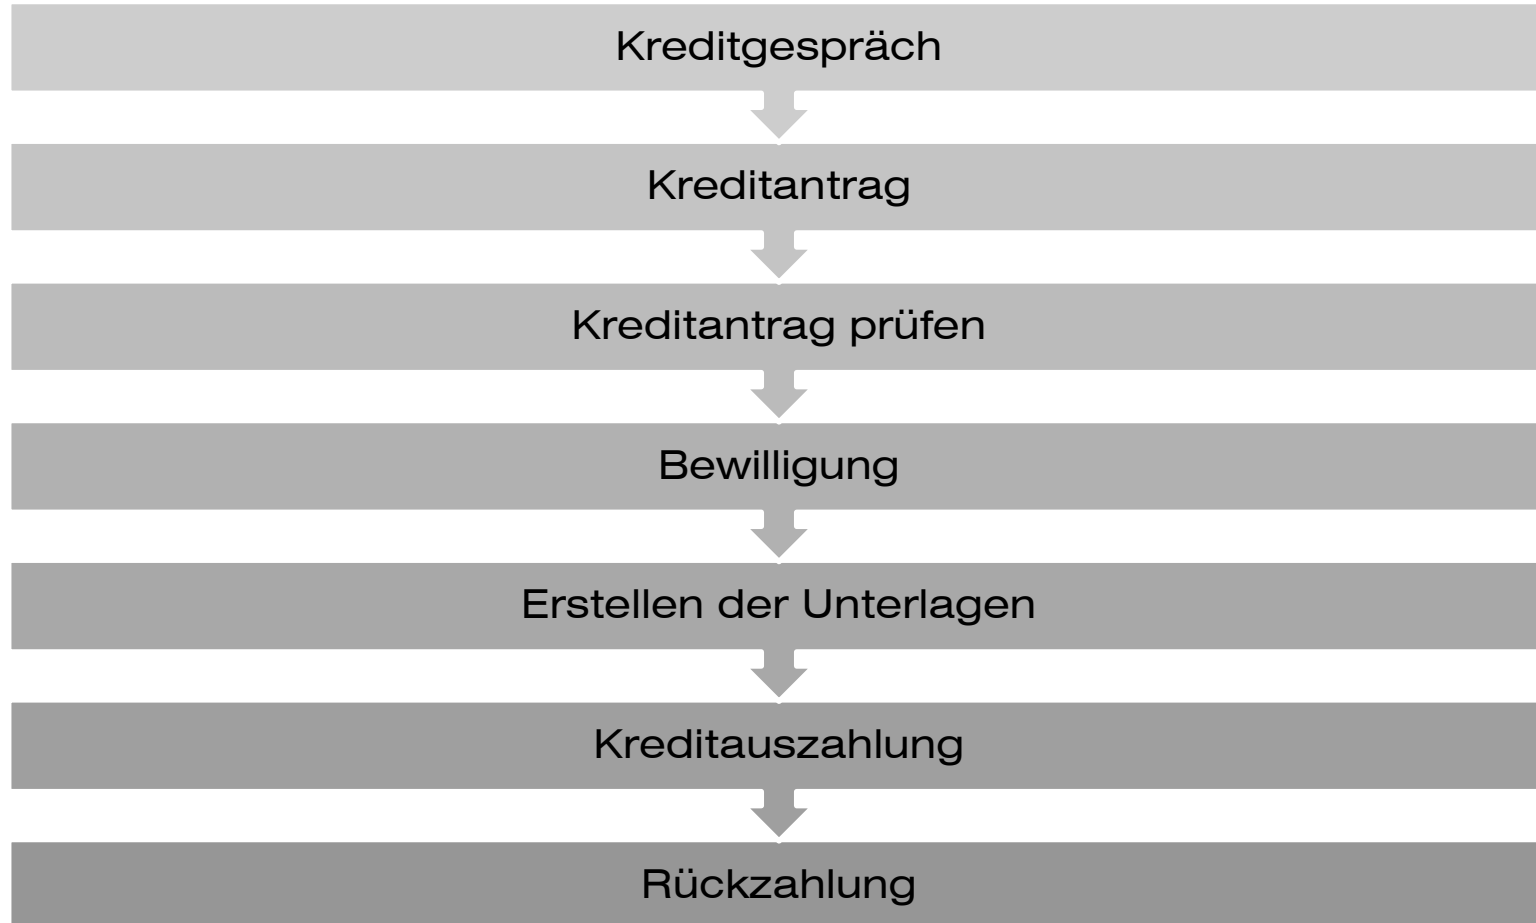 Kreditgespräch
Kreditantrag
Kreditantrag prüfen
Bewilligung
Erstellen der Unterlagen
Kreditauszahlung
Rückzahlung